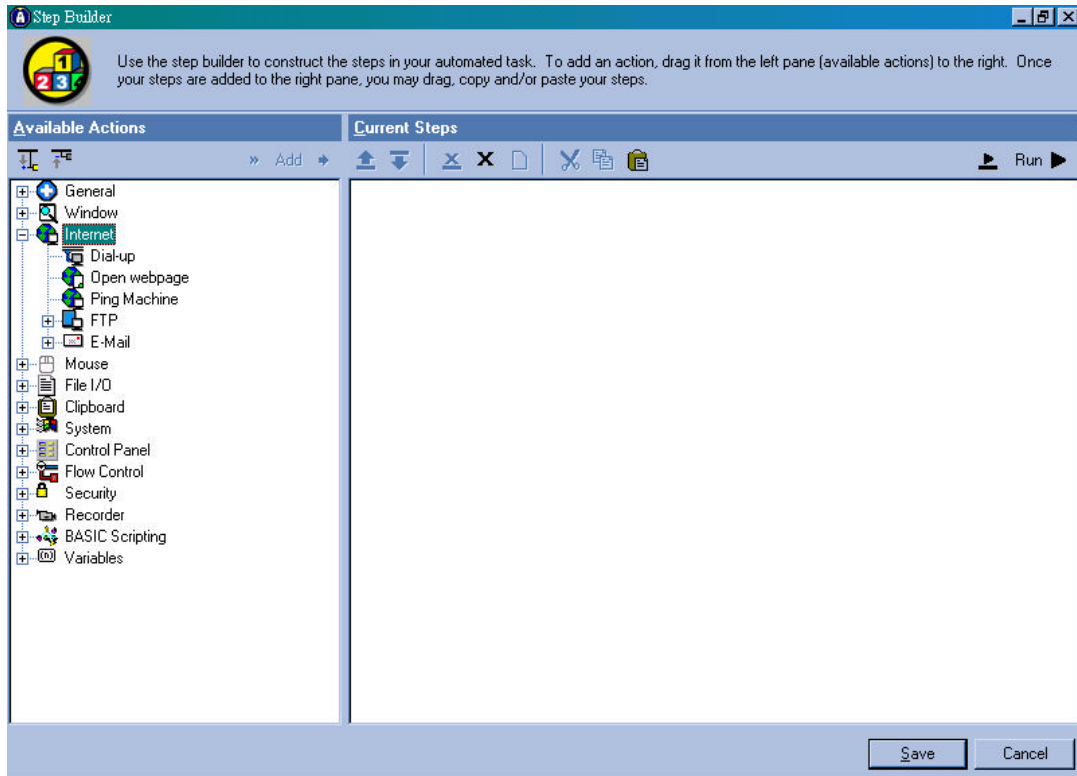 Step Builder
Use the step builder to construct the steps in your automated task. To add an action, drag it from the left pane (available actions) to the right. Once
your steps are added to the right pane, you may drag, copy and/or paste your steps.
Available Actions
Current Steps
» Add
Run
General
Window
Internet
Dial-up
Open webpage
Ping Machine
FTP
E-Mail
Mouse
File I/O
Clipboard
System
Control Panel
Flow Control
Security
Recorder
BASIC Scripting
Variables
Save
Cancel